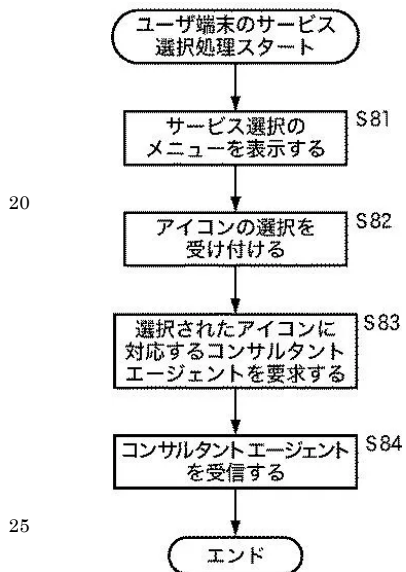 ユーザ端末のサービス
選択処理スタート
サービス選択の
メニューを表示する
S81
20
アイコンの選択を
受け付ける
S82
選択されたアイコンに
対応するコンサルタント
エージェントを要求する
S83
コンサルタントエージェント
を受信する
S84
25
エンド